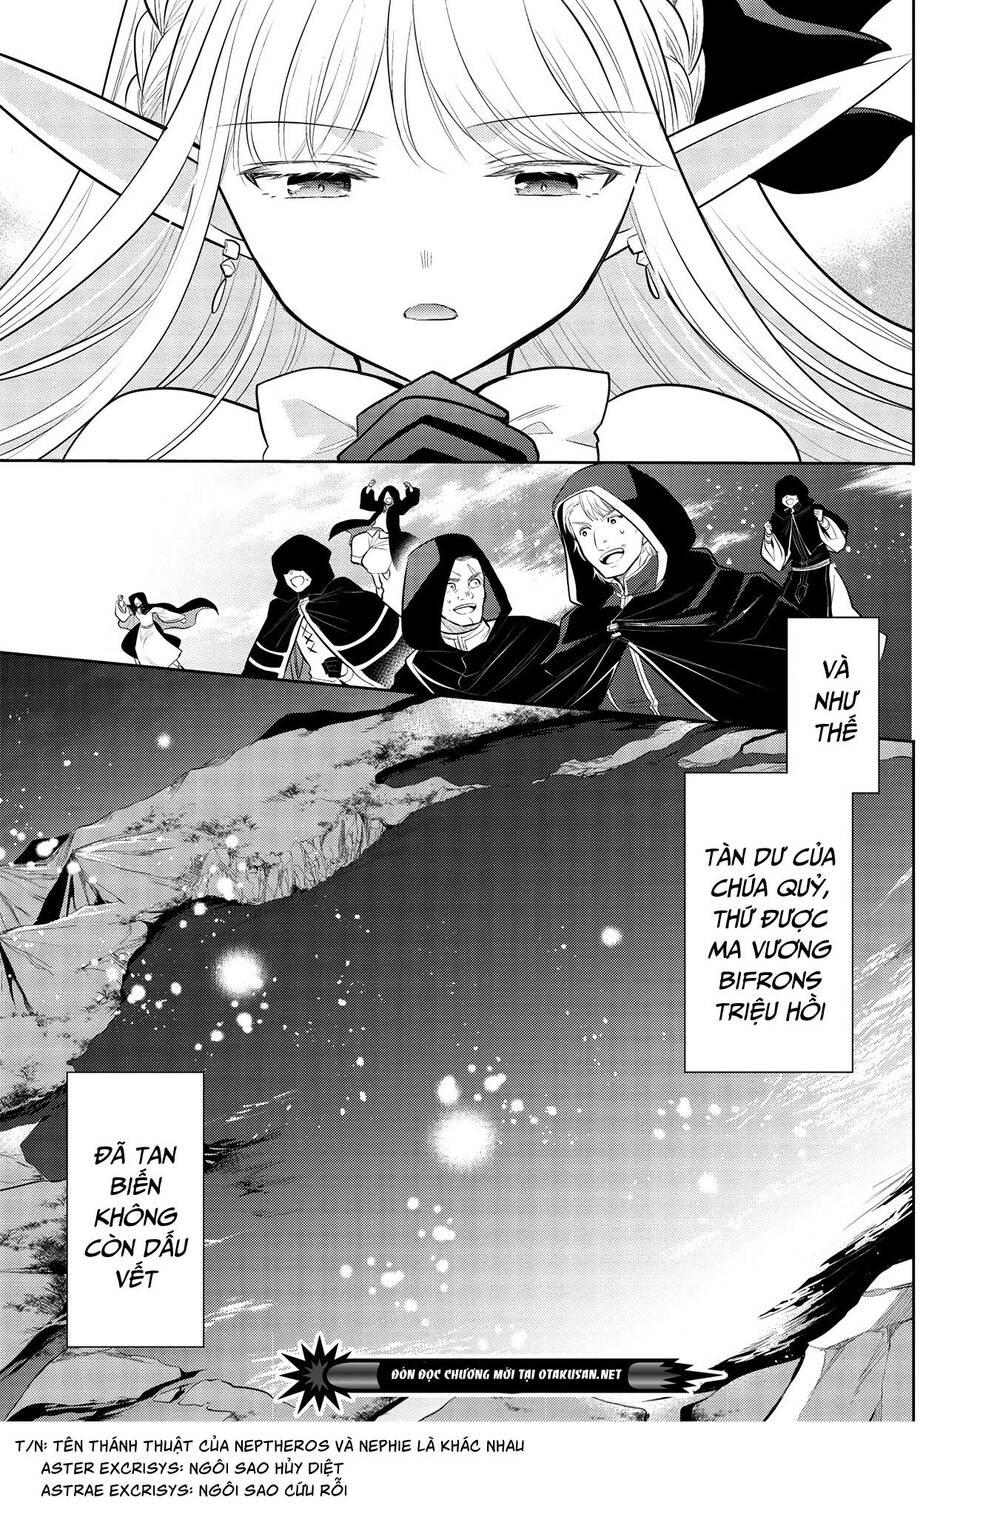 VÀ
NHƯ
THẾ
TÀN DƯ CỦA
CHÚA QUỶ,
THỨ ĐƯỢC
MA VƯƠNG
BIFRONS
TRIỆU HỒI
ĐÃ TAN
BIẾN
KHÔNG
CÒN DẤU
VẾT
ĐÓN ĐỌC CHƯƠNG MỚI TẠI OTAKUSAN.NET
T/N: TÊN THÁNH THUẬT CỦA NEPTHEROS VÀ NEPHIE LÀ KHÁC NHAU
ASTER EXCRISYS: NGÔI SAO HỦY DIỆT
ASTRAE EXCRISYS: NGÔI SAO CỨU RỖI